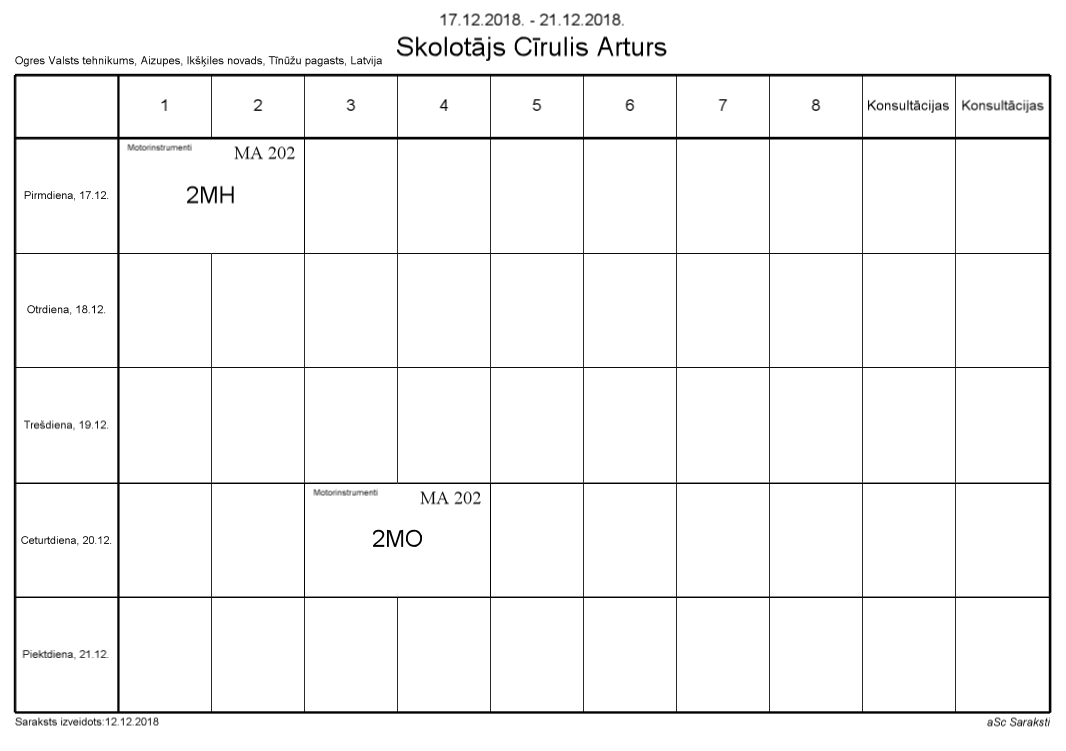 17.12.2018. - 21.12.2018.
Skolotājs Cīrulis Arturs
Ogres Valsts tehnikums, Aizupes, Ikšķiles novads, Tīnūžu pagasts, Latvija
1 2 3 4 5 6 7 8 Konsultācijas Konsultācijas
Motorinstrumenti MA 202
Pirmdiena, 17.12. 2MH
Otrdiena, 18.12.
Trešdiena, 19.12.
Motorinstrumenti MA 202
Ceturtdiena, 20.12. 2MO
Piektdiena, 21.12.
Saraksts izveidots:12.12.2018 aSc Saraksti